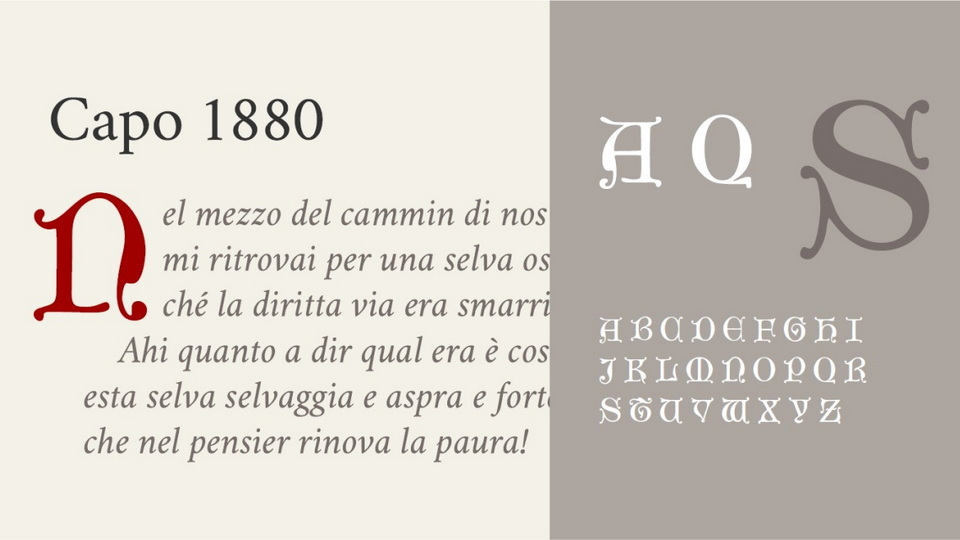 Capo 1880
Nel mezzo del cammin di nos
mi ritrovai per una selva os
ché la diritta via era smarri
Ahi quanto a dir qual era è cos
esta selva selvaggia e aspra e forte
che nel pensier rinova la paura!
A Q S
ABCDEFGHI
JKLMNOPQR
STUVWXYZ